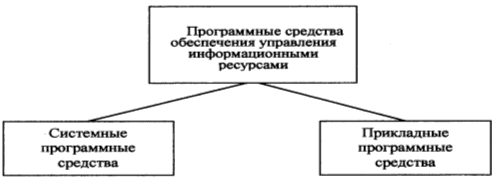 Программные средства
обеспечения управления
информационными
ресурсами
Системные
программные
средства
Прикладные
программные
средства